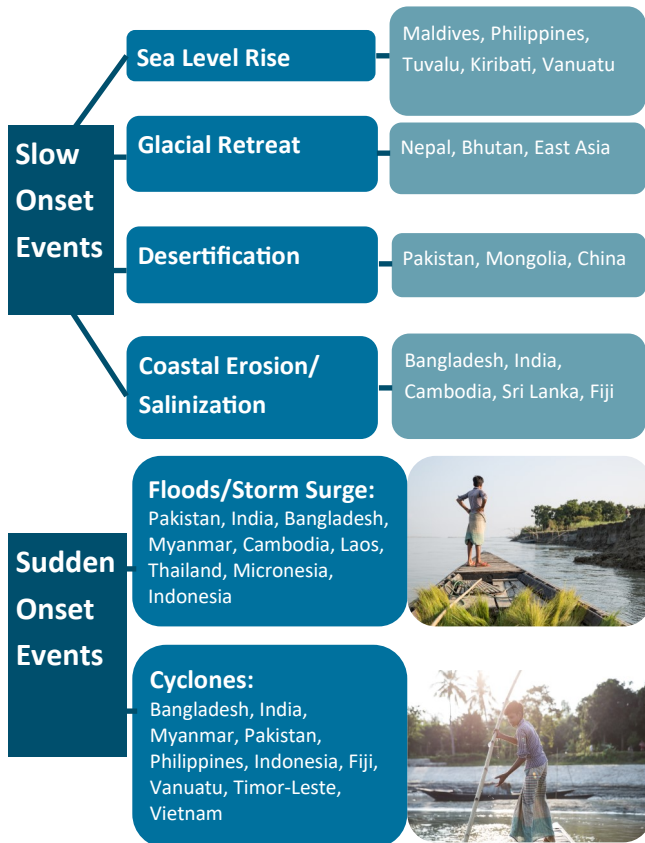 Slow
Onset
Events
Sea Level Rise
Maldives, Philippines,
Tuvalu, Kiribati, Vanuatu
Glacial Retreat
Nepal, Bhutan, East Asia
Desertification
Pakistan, Mongolia, China
Coastal Erosion/
Salinization
Bangladesh, India,
Cambodia, Sri Lanka, Fiji
Sudden
Onset
Events
Floods/Storm Surge:
Pakistan, India, Bangladesh,
Myanmar, Cambodia, Laos,
Thailand, Micronesia,
Indonesia
Cyclones:
Bangladesh, India,
Myanmar, Pakistan,
Philippines, Indonesia, Fiji,
Vanuatu, Timor-Leste,
Vietnam